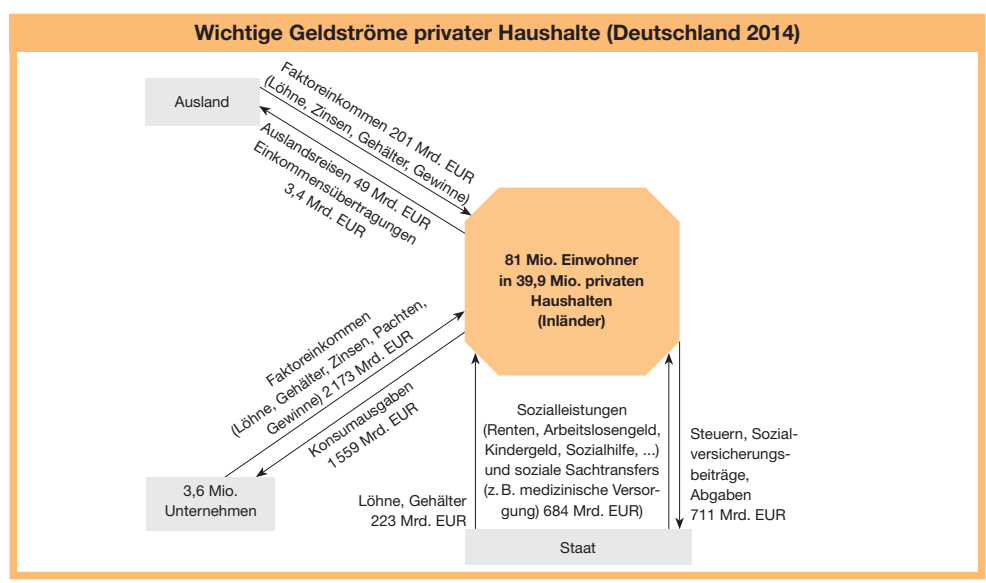 Wichtige Geldströme privater Haushalte (Deutschland 2014)
Ausland
Faktoreinkommen 201 Mrd. EUR
(Löhne, Zinsen, Gehälter, Gewinne)
Auslandsreisen 49 Mrd. EUR
Einkommensübertragungen
3,4 Mrd. EUR
81 Mio. Einwohner
in 39,9 Mio. privaten
Haushalten
(Inländer)
Faktoreinkommen
(Löhne, Gehälter, Zinsen, Pachten,
Gewinne) 2 173 Mrd. EUR
Konsumausgaben
1 559 Mrd. EUR
3,6 Mio.
Unternehmen
Löhne, Gehälter
223 Mrd. EUR
Sozialleistungen
(Renten, Arbeitslosengeld,
Kindergeld, Sozialhilfe, ...)
und soziale Sachtransfers
(z. B. medizinische Versor-
gung) 684 Mrd. EUR)
Steuern, Sozial-
versicherungs-
beiträge,
Abgaben
711 Mrd. EUR
Staat